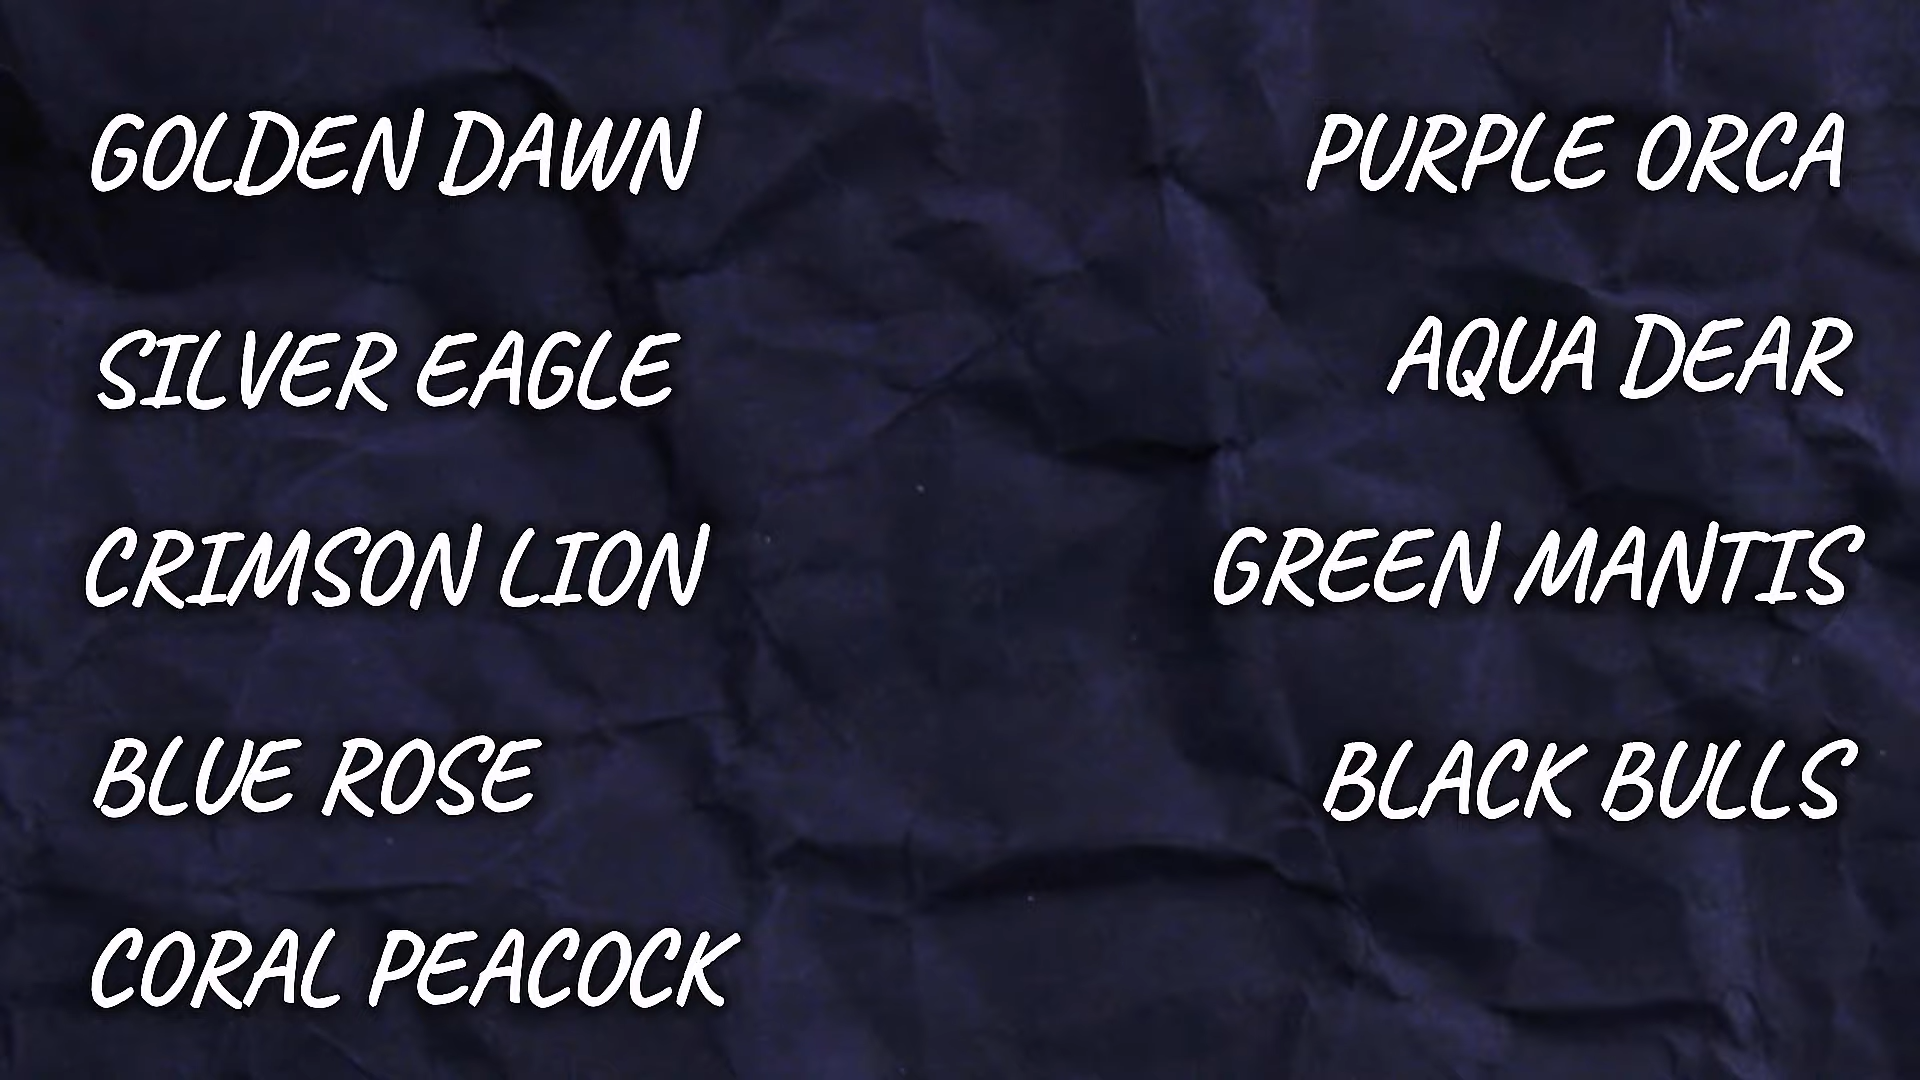 GOLDEN DAWN
SILVER EAGLE
CRIMSON LION
BLUE ROSE
CORAL PEACOCK
PURPLE ORCA
AQUA DEAR
GREEN MANTIS
BLACK BULLS